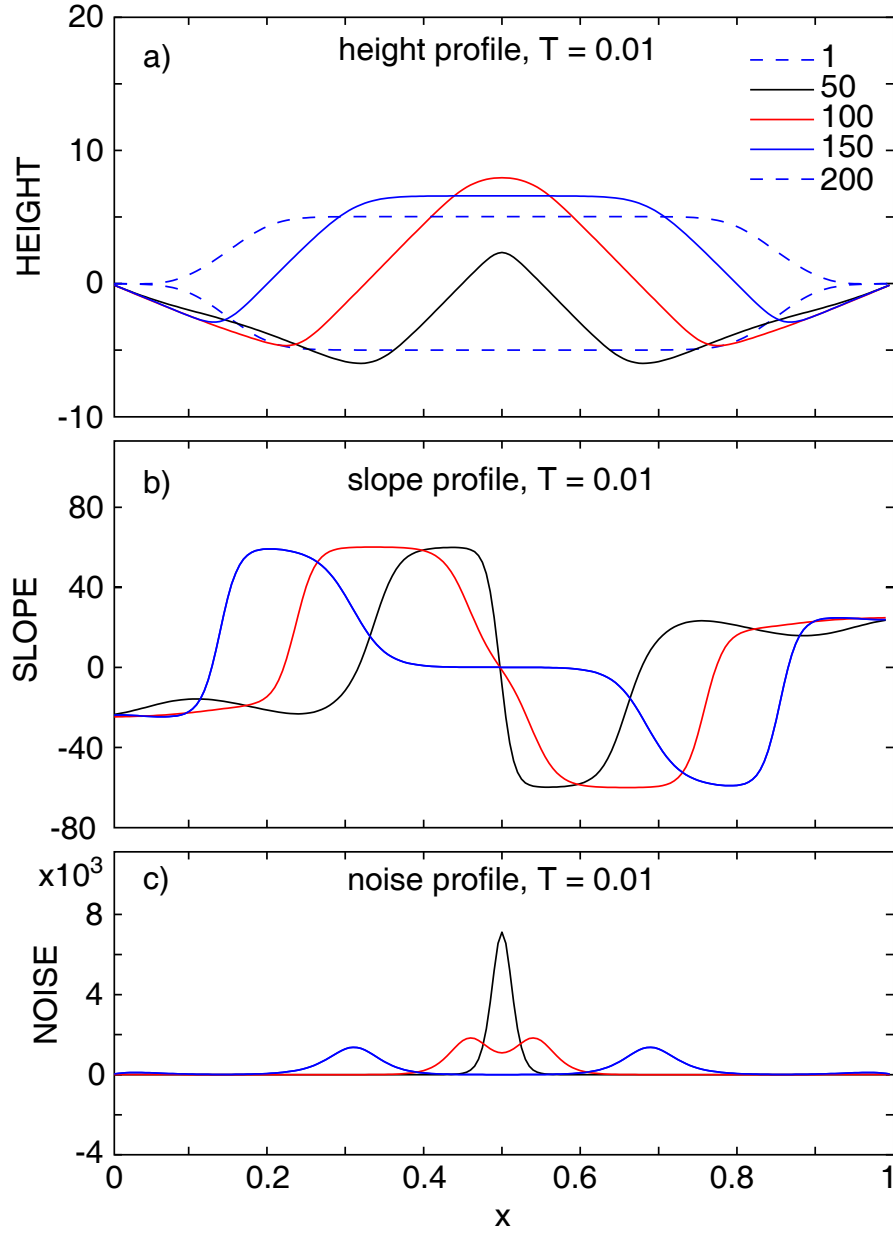 20
a)
height profile, T = 0.01
1
50
100
150
200
10
0
-10
HEIGHT
b)
slope profile, T = 0.01
80
40
0
-40
-80
SLOPE
x10³
c)
noise profile, T = 0.01
8
4
0
-4
NOISE
0
0.2
0.4
0.6
0.8
1
x